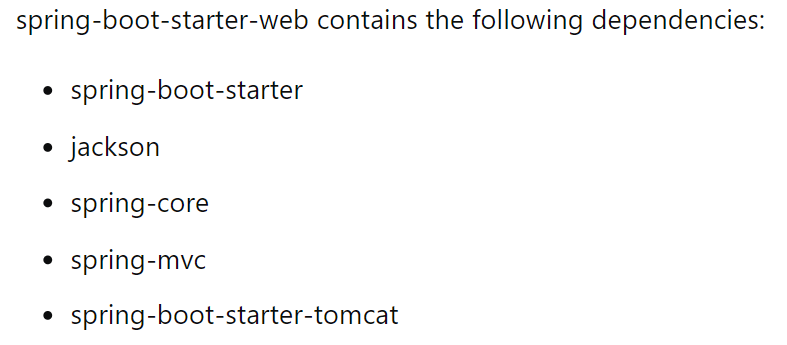 spring-boot-starter-web contains the following dependencies:
• spring-boot-starter
• jackson
• spring-core
• spring-mvc
• spring-boot-starter-tomcat